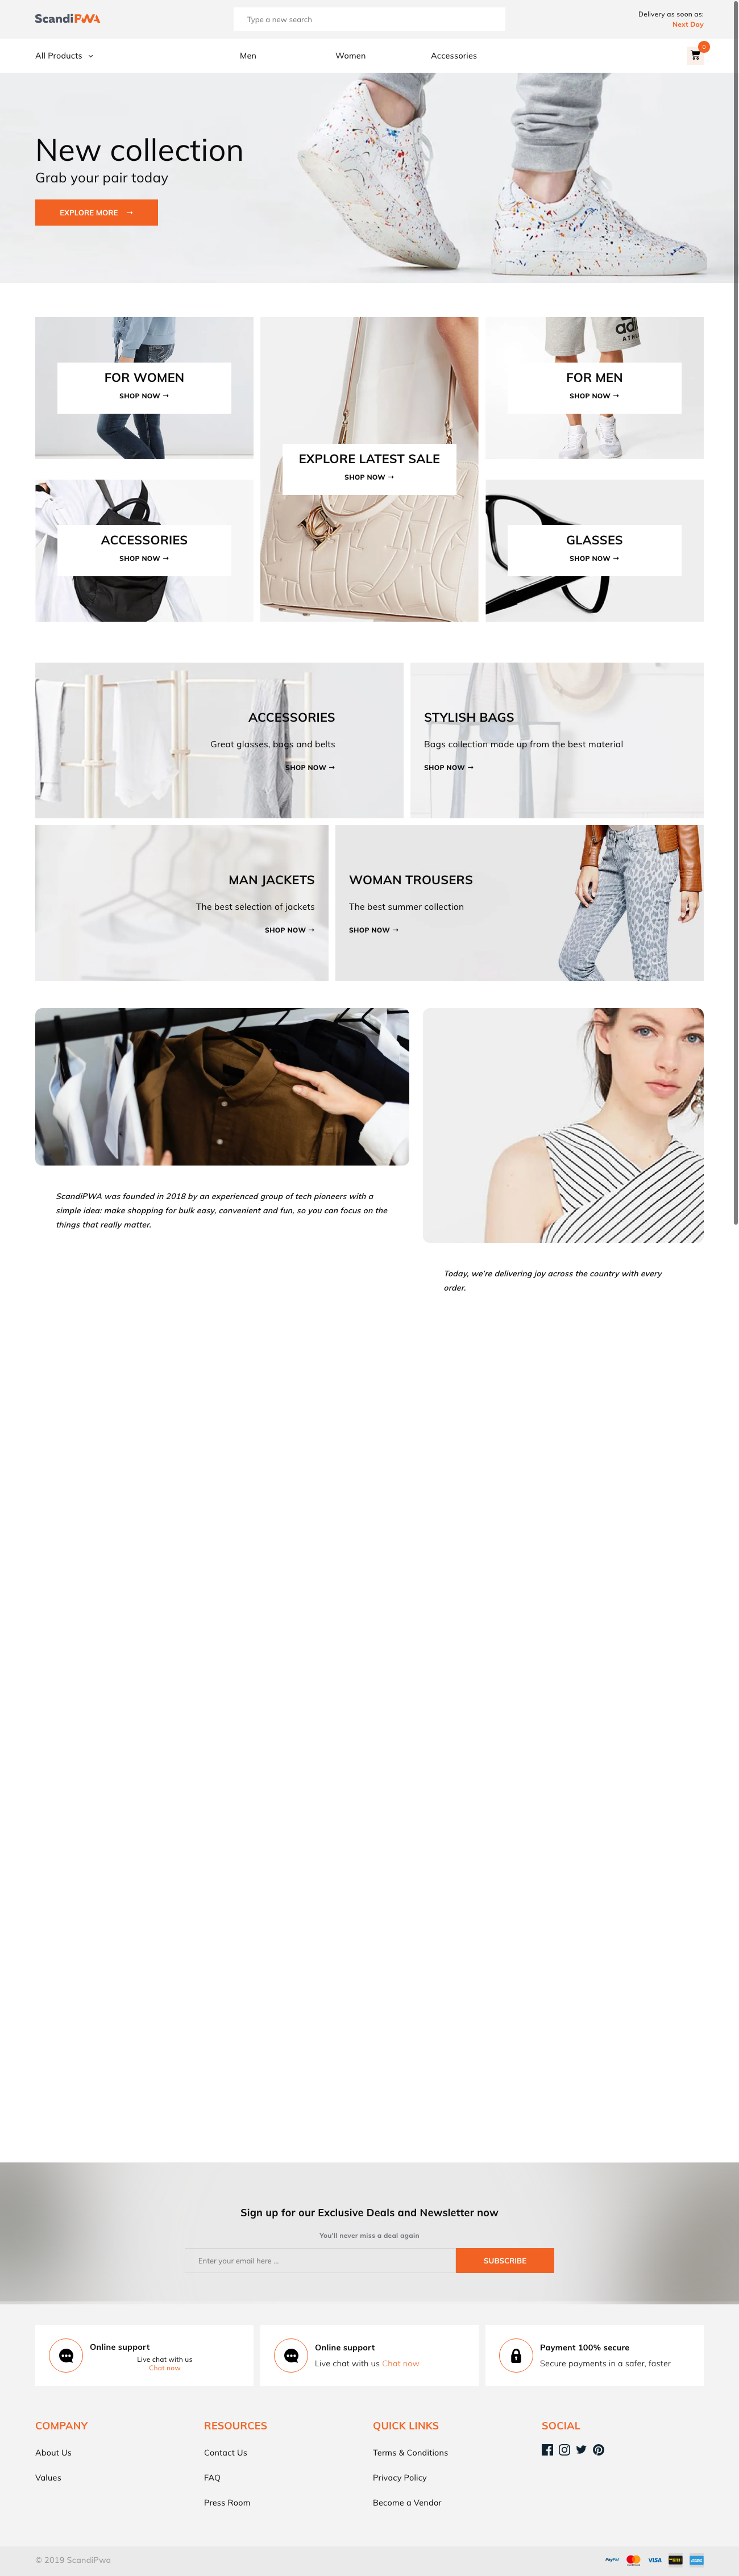 ScandiPWA
Type a new search
Delivery as soon as:
Next Day
All Products
Men
Women
Accessories
0
New collection
Grab your pair today
EXPLORE MORE →
FOR WOMEN
SHOP NOW →
EXPLORE LATEST SALE
SHOP NOW →
FOR MEN
SHOP NOW →
ACCESSORIES
SHOP NOW →
GLASSES
SHOP NOW →
ACCESSORIES
Great glasses, bags and belts
SHOP NOW →
STYLISH BAGS
Bags collection made up from the best material
SHOP NOW →
MAN JACKETS
The best selection of jackets
SHOP NOW →
WOMAN TROUSERS
The best summer collection
SHOP NOW →
ScandiPWA was founded in 2018 by an experienced group of tech pioneers with a
simple idea: make shopping for bulk easy, convenient and fun, so you can focus on the
things that really matter.
Today, we're delivering joy across the country with every
order.
Sign up for our Exclusive Deals and Newsletter now
You'll never miss a deal again
Enter your email here ...
SUBSCRIBE
Online support
Live chat with us
Chat now
Online support
Live chat with us Chat now
Payment 100% secure
Secure payments in a safer, faster
COMPANY
About Us
Values
RESOURCES
Contact Us
FAQ
Press Room
QUICK LINKS
Terms & Conditions
Privacy Policy
Become a Vendor
SOCIAL
© 2019 ScandiPwa
PayPal
VISA